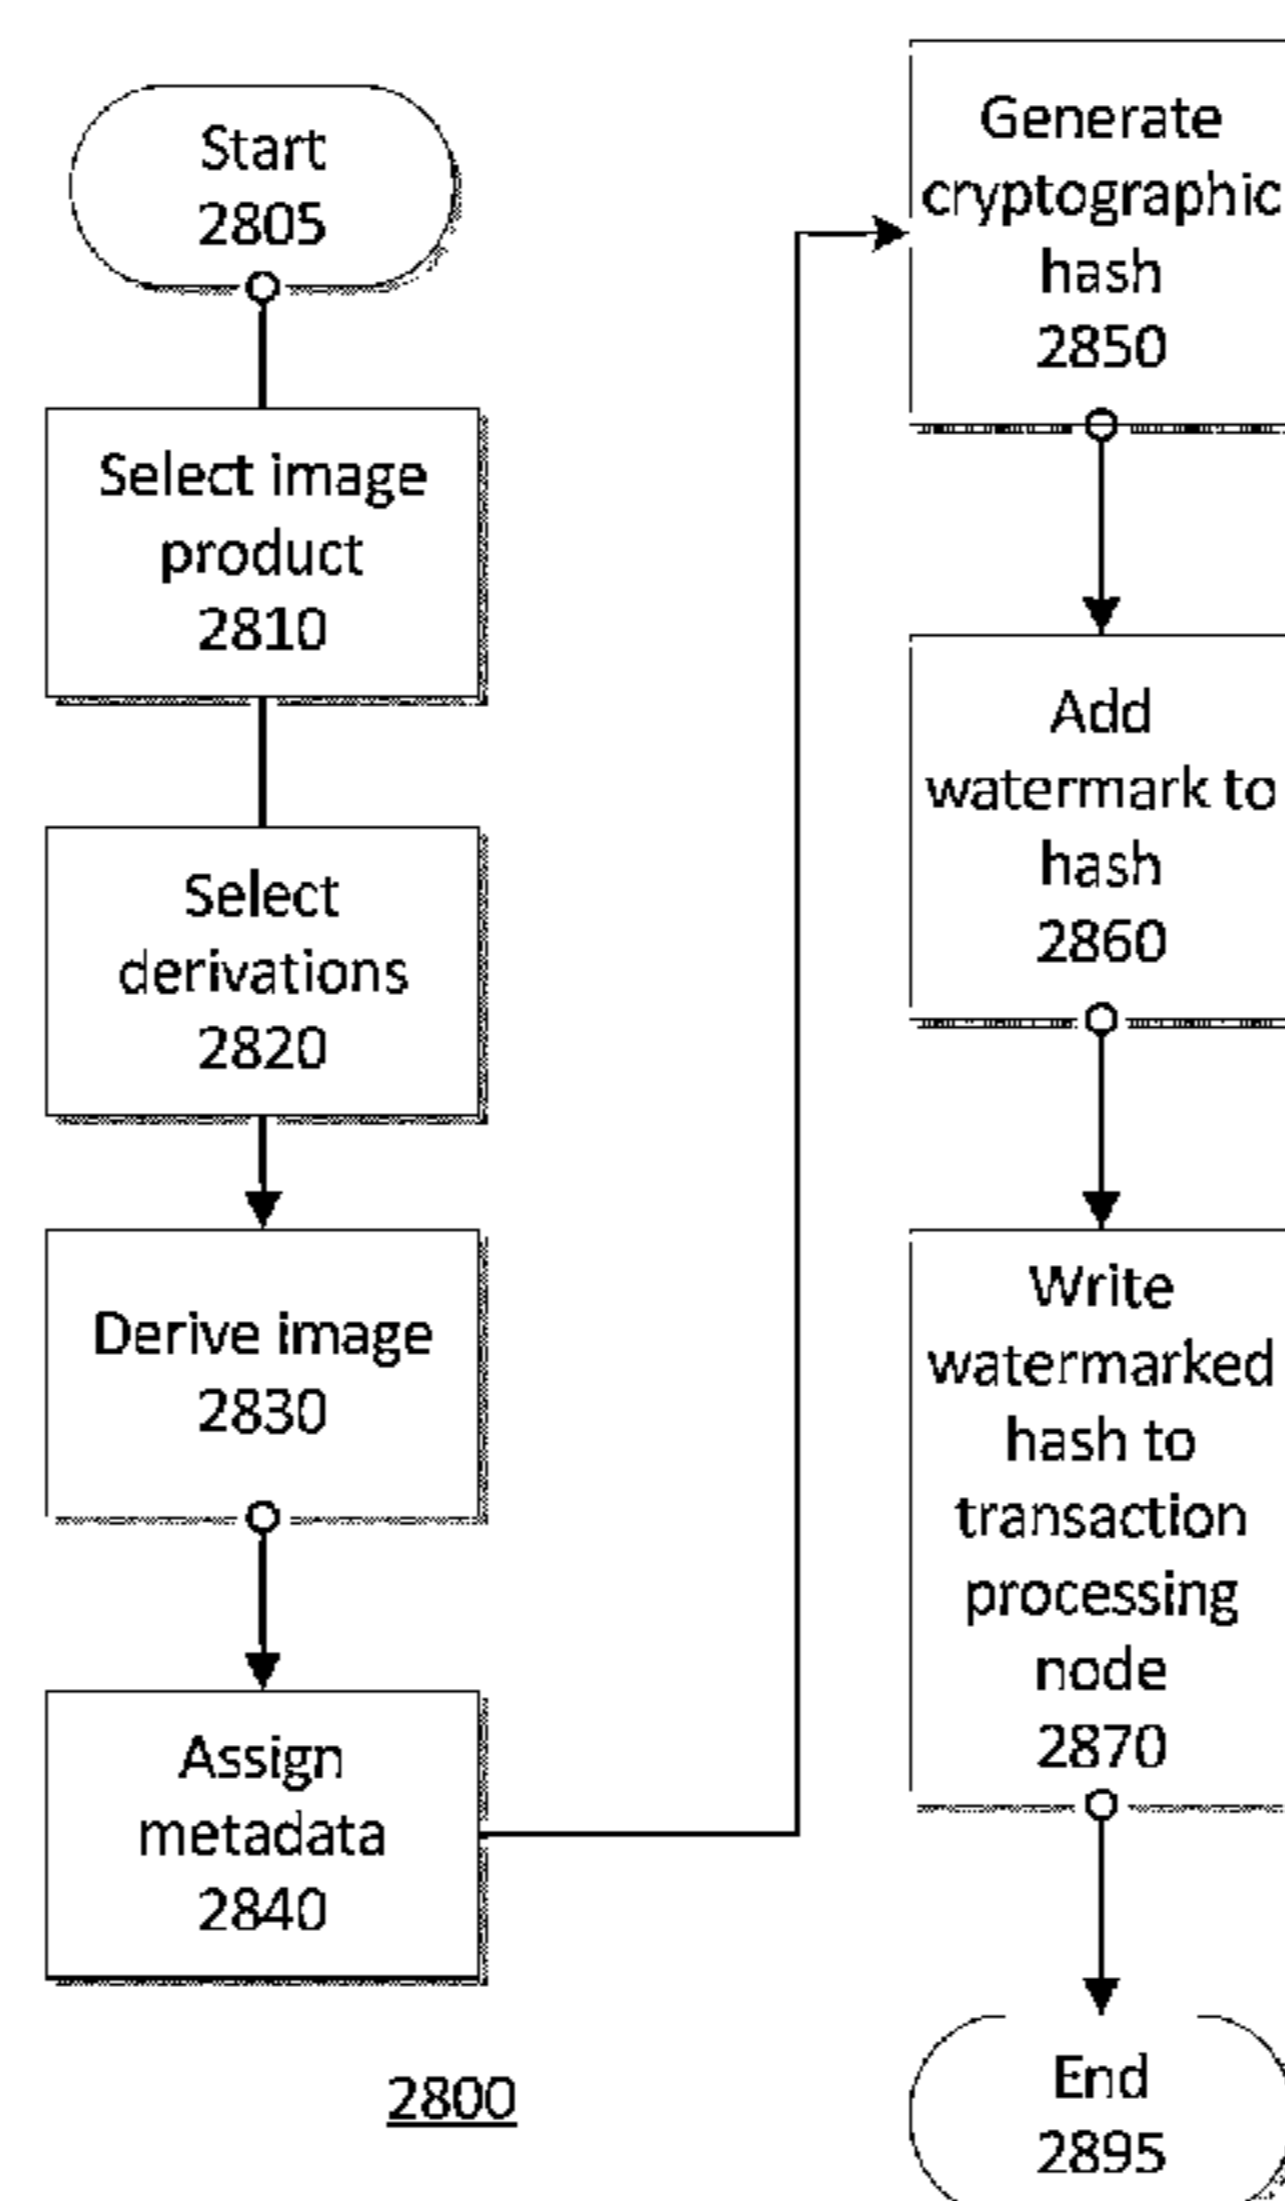 Start
2805
Select image
product
2810
Select
derivations
2820
Derive image
2830
Assign
metadata
2840
2800
Generate
cryptographic
hash
2850
Add
watermark to
hash
2860
Write
watermarked
hash to
transaction
processing
node
2870
End
2895